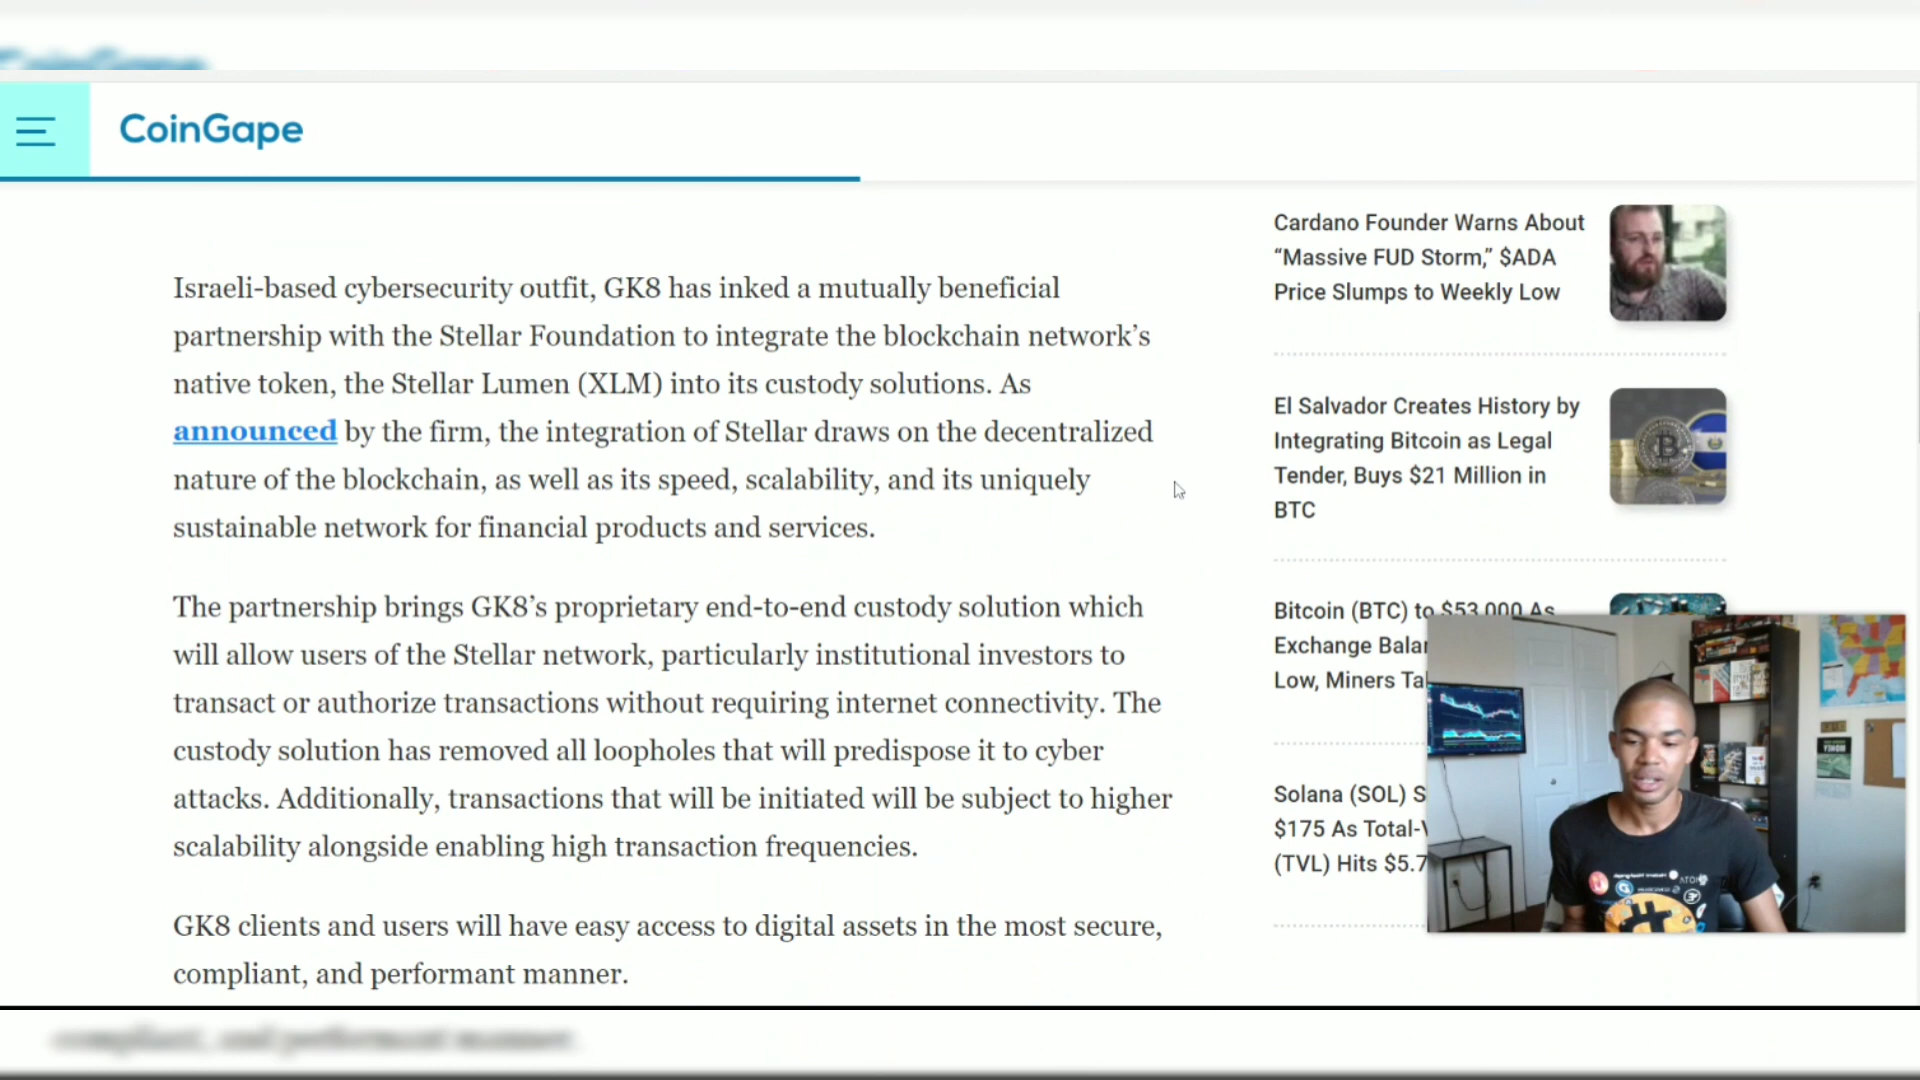 CoinGape
CoinGape
Israeli-based cybersecurity outfit, GK8 has inked a mutually beneficial
partnership with the Stellar Foundation to integrate the blockchain network’s
native token, the Stellar Lumen (XLM) into its custody solutions. As
announced by the firm, the integration of Stellar draws on the decentralized
nature of the blockchain, as well as its speed, scalability, and its uniquely
sustainable network for financial products and services.
The partnership brings GK8’s proprietary end-to-end custody solution which
will allow users of the Stellar network, particularly institutional investors to
transact or authorize transactions without requiring internet connectivity. The
custody solution has removed all loopholes that will predispose it to cyber
attacks. Additionally, transactions that will be initiated will be subject to higher
scalability alongside enabling high transaction frequencies.
GK8 clients and users will have easy access to digital assets in the most secure,
compliant, and performant manner.
compliant, and performant manner.
Cardano Founder Warns About
“Massive FUD Storm,” $ADA
Price Slumps to Weekly Low
El Salvador Creates History by
Integrating Bitcoin as Legal
Tender, Buys $21 Million in
BTC
Bitcoin (BTC) to $53,000 As
Exchange Balan
Low, Miners Ta
Solana (SOL) S
$175 As Total-V
(TVL) Hits $5.7
MONEY